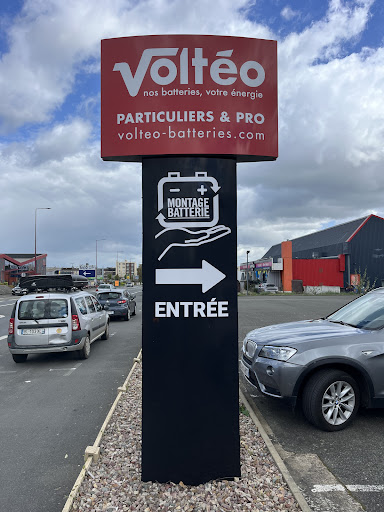 Voltéo
nos batteries, votre énergie
PARTICULIERS & PRO
volteo-batteries.com
MONTAGE
BATTERIE
ENTRÉE